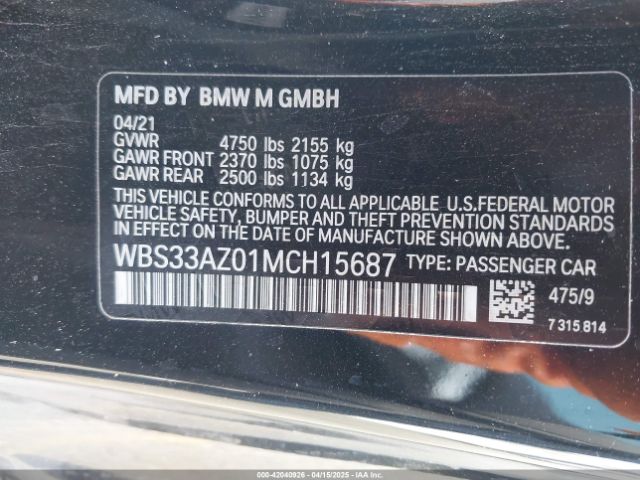 MFD BY BMW M GMBH
04/21
GVWR 4750 lbs 2155 kg
GAWR FRONT 2370 lbs 1075 kg
GAWR REAR 2500 lbs 1134 kg
THIS VEHICLE CONFORMS TO ALL APPLICABLE U.S.FEDERAL MOTOR
VEHICLE SAFETY, BUMPER AND THEFT PREVENTION STANDARDS
IN EFFECT ON THE DATE OF MANUFACTURE SHOWN ABOVE.
WBS33AZ01MCH15687 TYPE: PASSENGER CAR
475/9
7 315 814
000-42040926 - 04/15/2025 - IAAI.COM